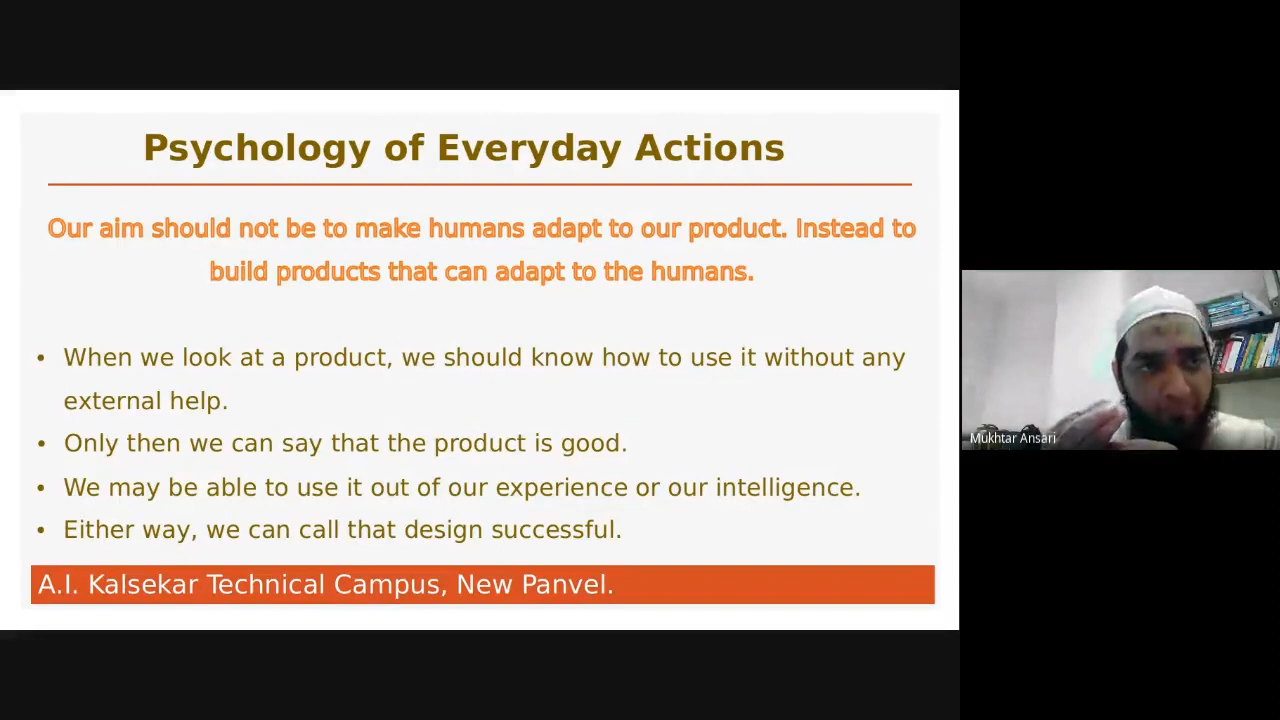 Psychology of Everyday Actions
Our aim should not be to make humans adapt to our product. Instead to
build products that can adapt to the humans.
• When we look at a product, we should know how to use it without any
external help.
• Only then we can say that the product is good.
• We may be able to use it out of our experience or our intelligence.
• Either way, we can call that design successful.
A.I. Kalsekar Technical Campus, New Panvel.
Mukhtar Ansari